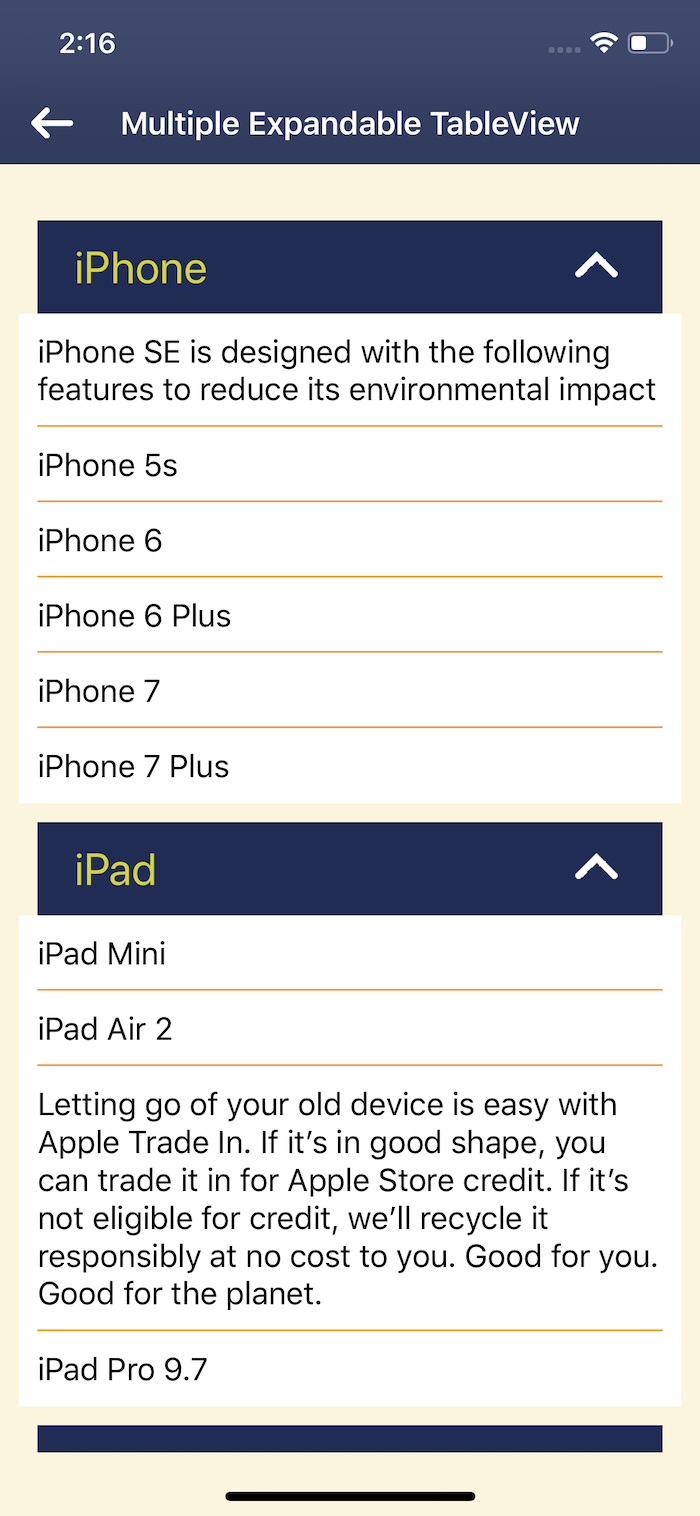 2:16
Multiple Expandable TableView
iPhone
iPhone SE is designed with the following
features to reduce its environmental impact
iPhone 5s
iPhone 6
iPhone 6 Plus
iPhone 7
iPhone 7 Plus
iPad
iPad Mini
iPad Air 2
Letting go of your old device is easy with
Apple Trade In. If it’s in good shape, you
can trade it in for Apple Store credit. If it’s
not eligible for credit, we’ll recycle it
responsibly at no cost to you. Good for you.
Good for the planet.
iPad Pro 9.7